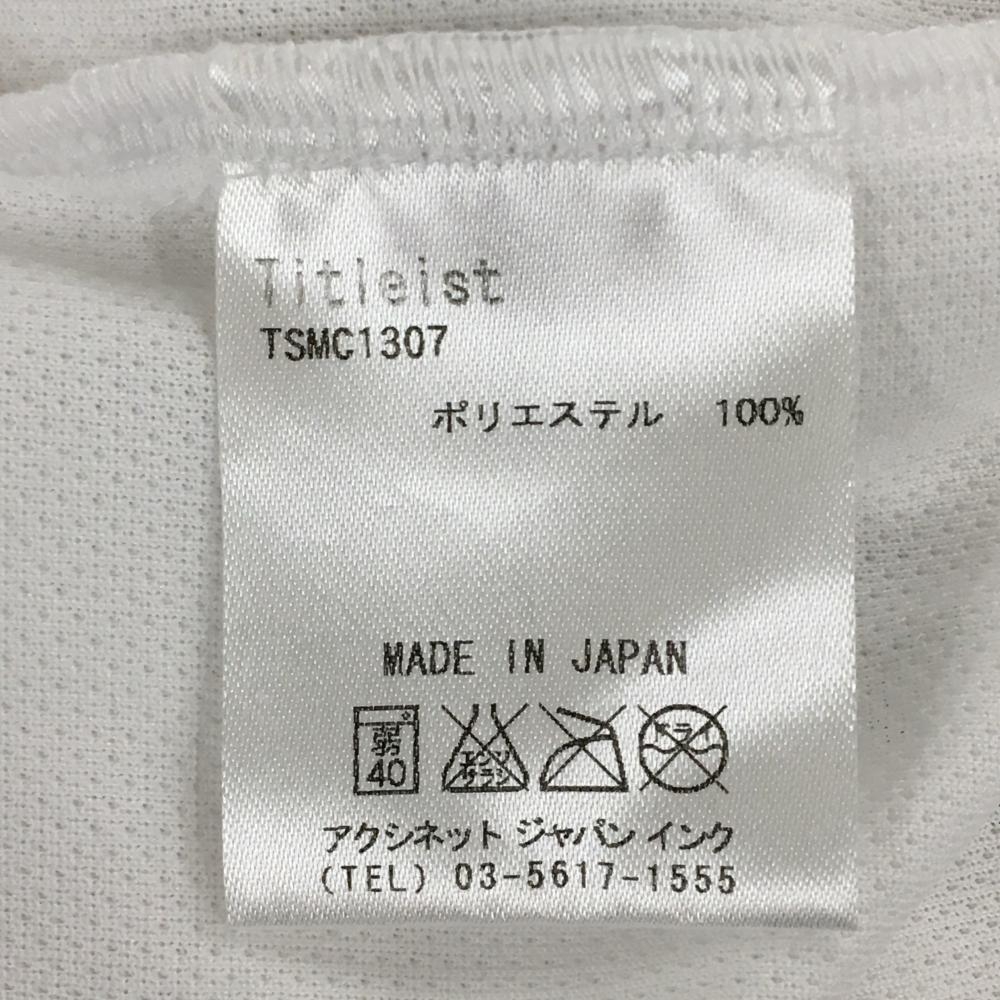 Titleist
TSMC1307
ポリエステル 100%
MADE IN JAPAN
弱 40 エンソ サラシ ドライ
アクシネット ジャパン インク
(TEL) 03-5617-1555